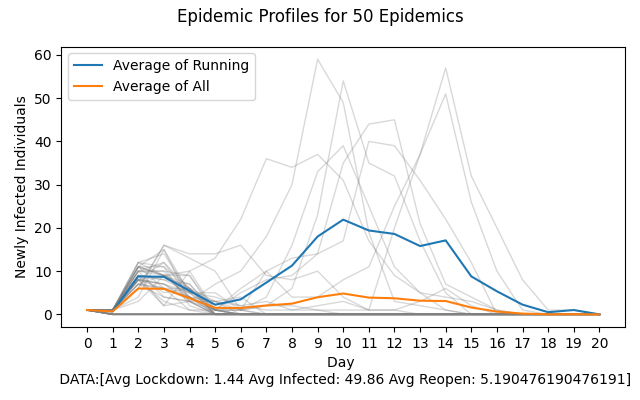 Epidemic Profiles for 50 Epidemics
60
50
40
30
20
10
0
Newly Infected Individuals
Average of Running
Average of All
0 1 2 3 4 5 6 7 8 9 10 11 12 13 14 15 16 17 18 19 20
Day
DATA:[Avg Lockdown: 1.44 Avg Infected: 49.86 Avg Reopen: 5.190476190476191]